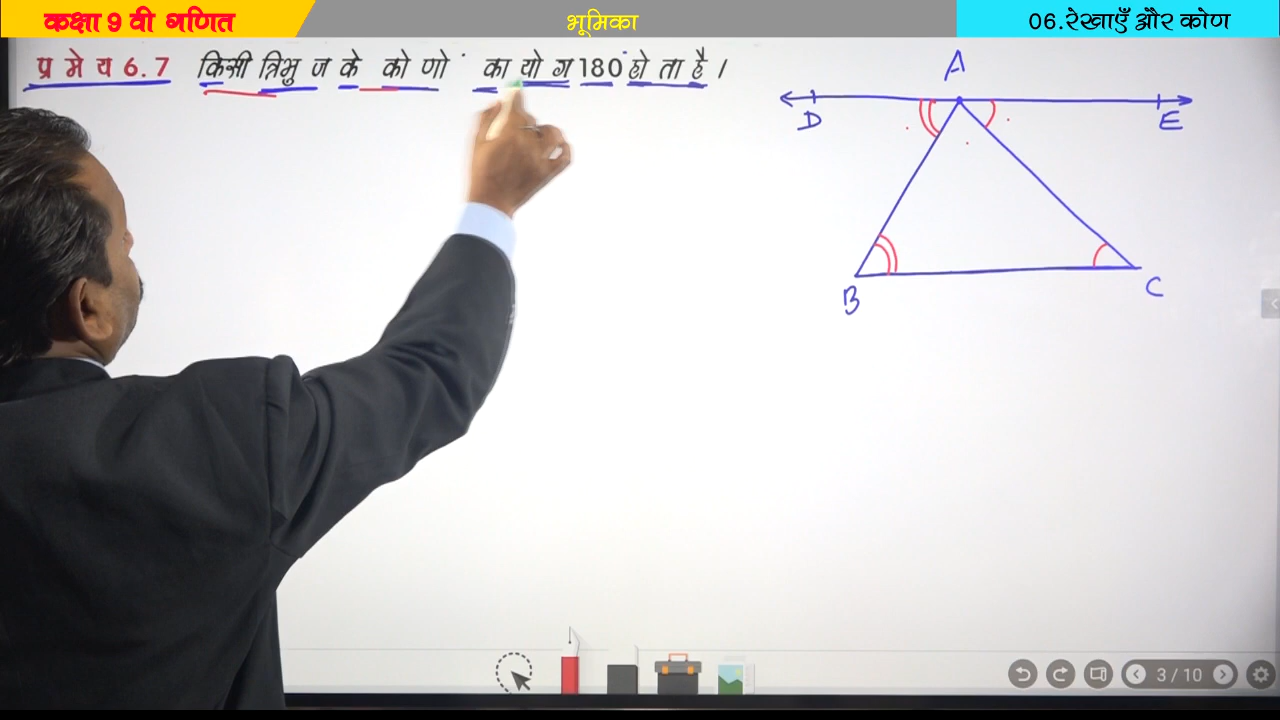 कक्षा 9 वी गणित
भूमिका
06.रेखाएँ और कोण
प्रमेय 6.7 किसी त्रिभुज के कोणों का योग 180° होता है।
A
D
E
B
C
3 / 10